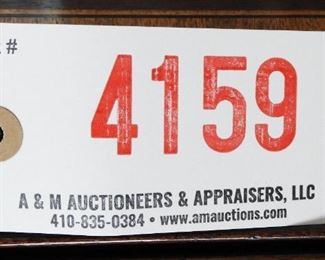 #
4159
A & M AUCTIONEERS & APPRAISERS, LLC
410-835-0384 • www.amauctions.com